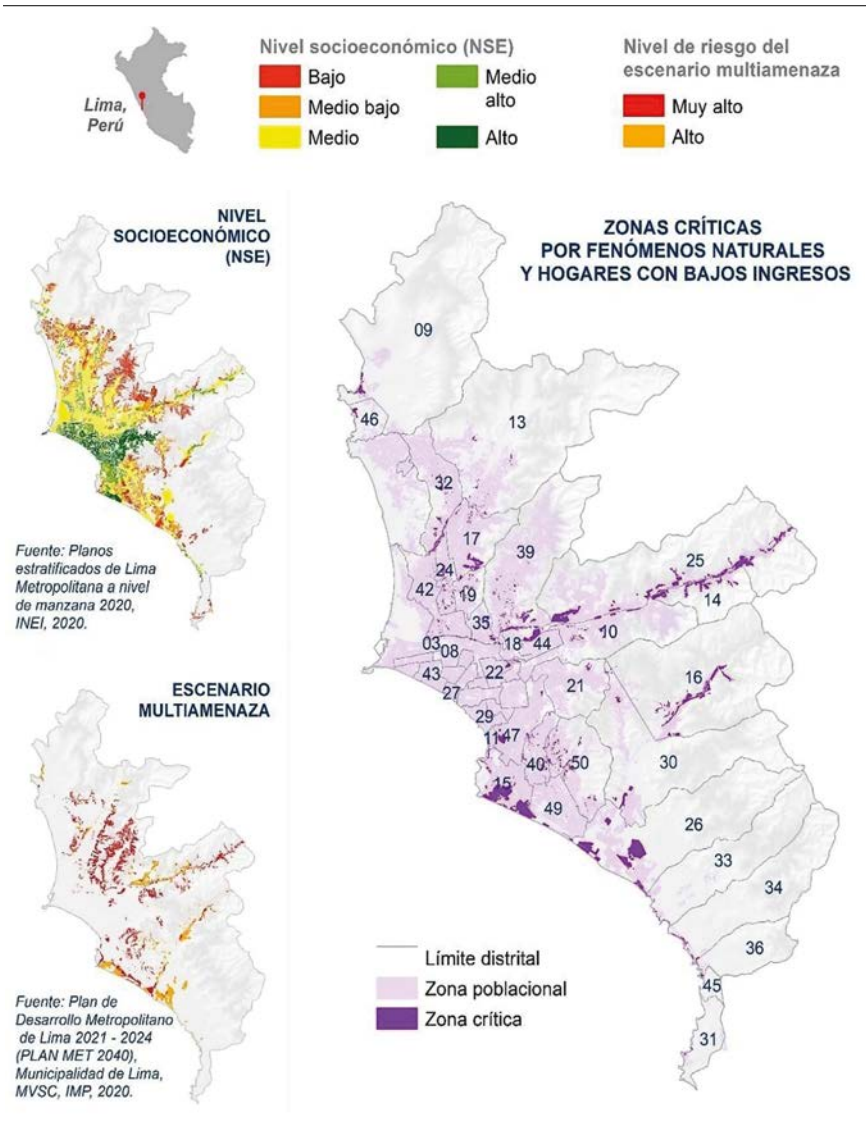 Lima,
Perú
Nivel socioeconómico (NSE)
Bajo
Medio bajo
Medio
Medio
alto
Alto
Nivel de riesgo del
escenario multiamenaza
Muy alto
Alto
NIVEL
SOCIOECONÓMICO
(NSE)
Fuente: Planos
estratificados de Lima
Metropolitana a nivel
de manzana 2020,
INEI, 2020.
ESCENARIO
MULTIAMENAZA
Fuente: Plan de
Desarrollo Metropolitano
de Lima 2021 - 2024
(PLAN MET 2040),
Municipalidad de Lima,
MVSC, IMP, 2020.
ZONAS CRÍTICAS
POR FENÓMENOS NATURALES
Y HOGARES CON BAJOS INGRESOS
09
46
13
32
17
39
24
42
19
35
25
14
10
03
08
18
44
43
22
27
21
16
29
11
47
40
50
30
15
49
26
33
34
36
45
31
Límite distrital
Zona poblacional
Zona crítica